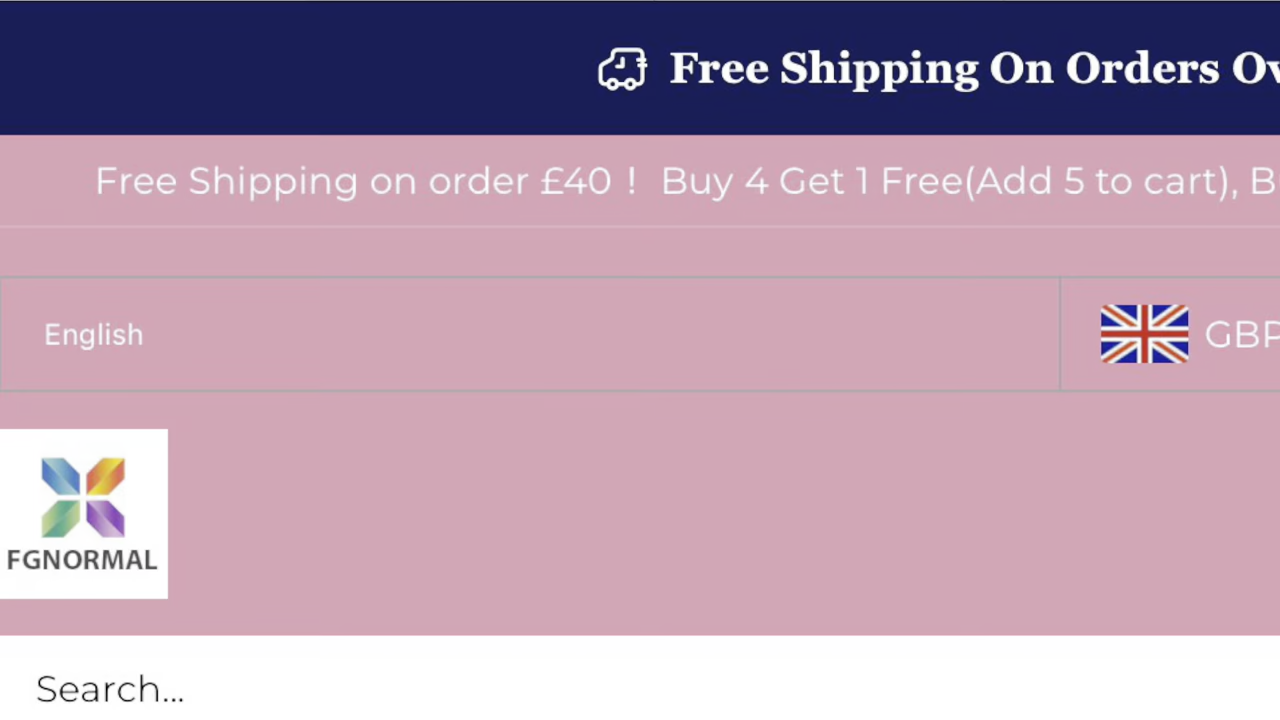 Free Shipping On Orders
Free Shipping on order £40 ! Buy 4 Get 1 Free(Add 5 to cart),
English
GBP
FGNORMAL
Search...